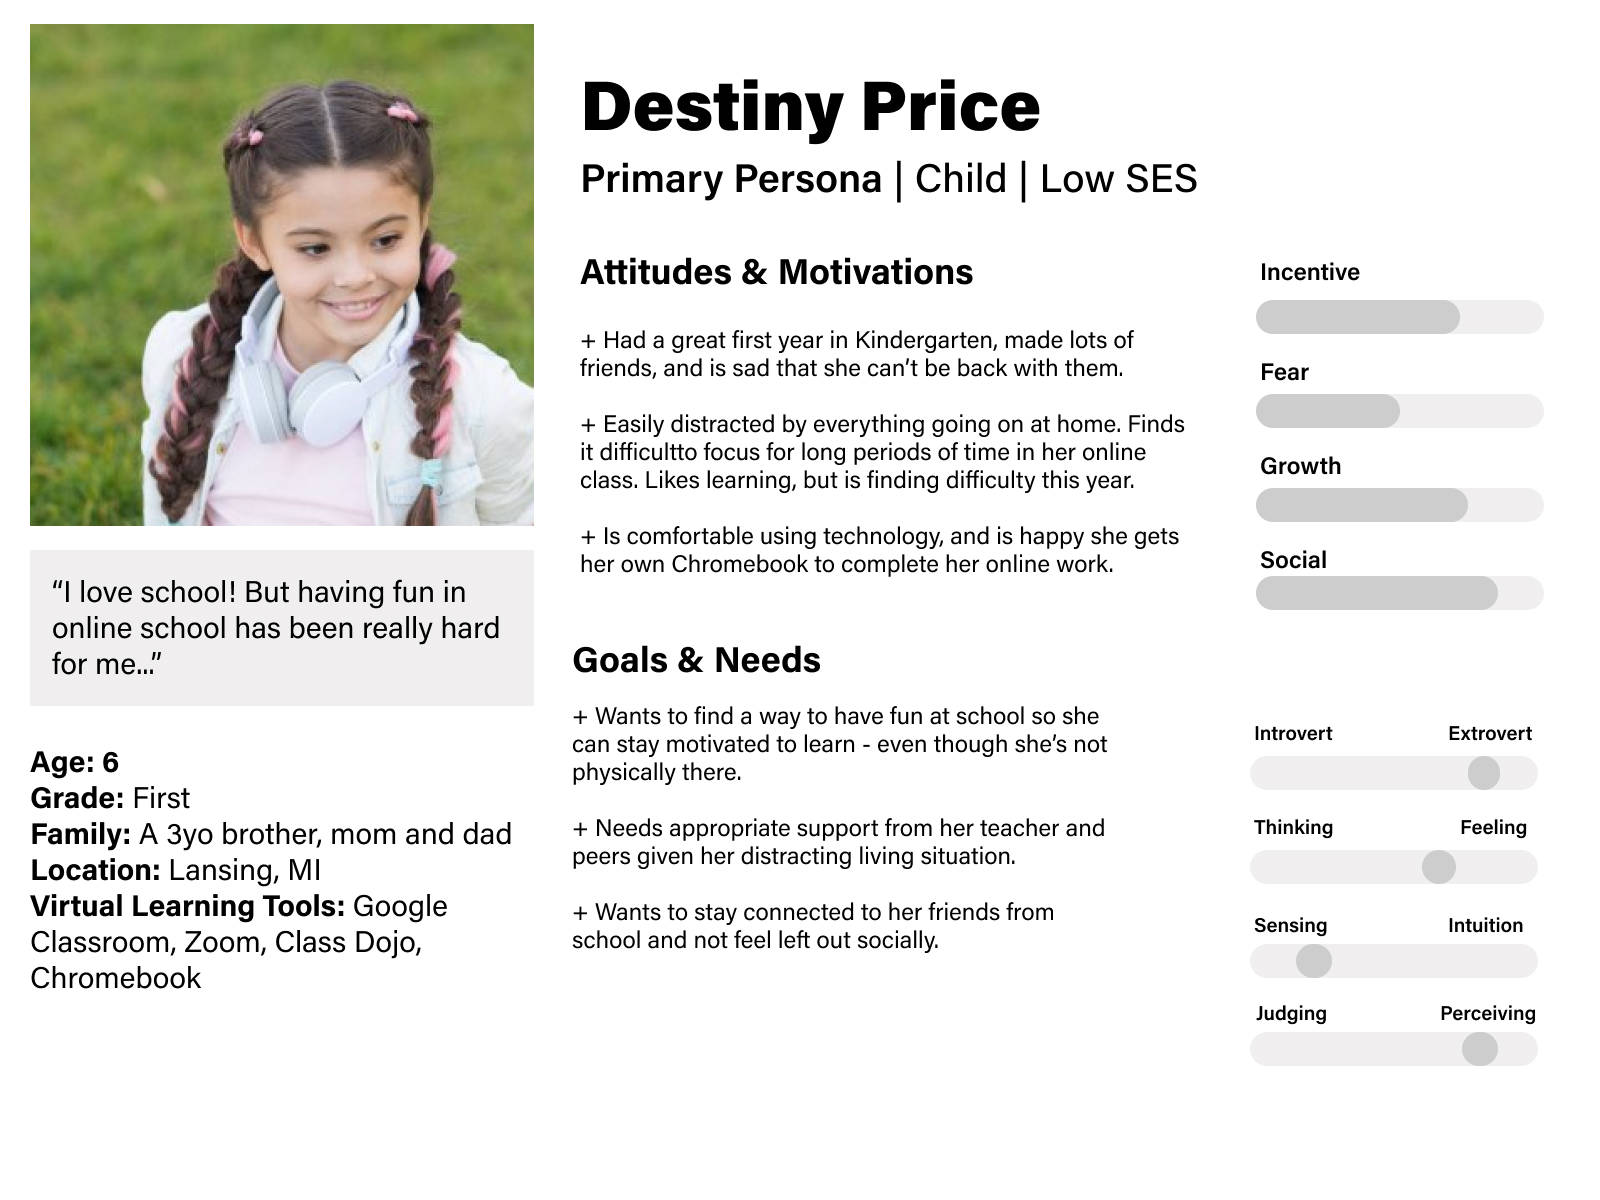 Destiny Price
Primary Persona | Child | Low SES
Attitudes & Motivations
+ Had a great first year in Kindergarten, made lots of
friends, and is sad that she can’t be back with them.
+ Easily distracted by everything going on at home. Finds
it difficultto focus for long periods of time in her online
class. Likes learning, but is finding difficulty this year.
+ Is comfortable using technology, and is happy she gets
her own Chromebook to complete her online work.
Goals & Needs
+ Wants to find a way to have fun at school so she
can stay motivated to learn - even though she’s not
physically there.
+ Needs appropriate support from her teacher and
peers given her distracting living situation.
+ Wants to stay connected to her friends from
school and not feel left out socially.
“I love school! But having fun in
online school has been really hard
for me...”
Age: 6
Grade: First
Family: A 3yo brother, mom and dad
Location: Lansing, MI
Virtual Learning Tools: Google
Classroom, Zoom, Class Dojo,
Chromebook
Incentive
Fear
Growth
Social
Introvert Extrovert
Thinking Feeling
Sensing Intuition
Judging Perceiving